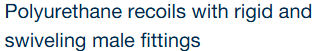 Polyurethane recoils with rigid and
swiveling male fittings